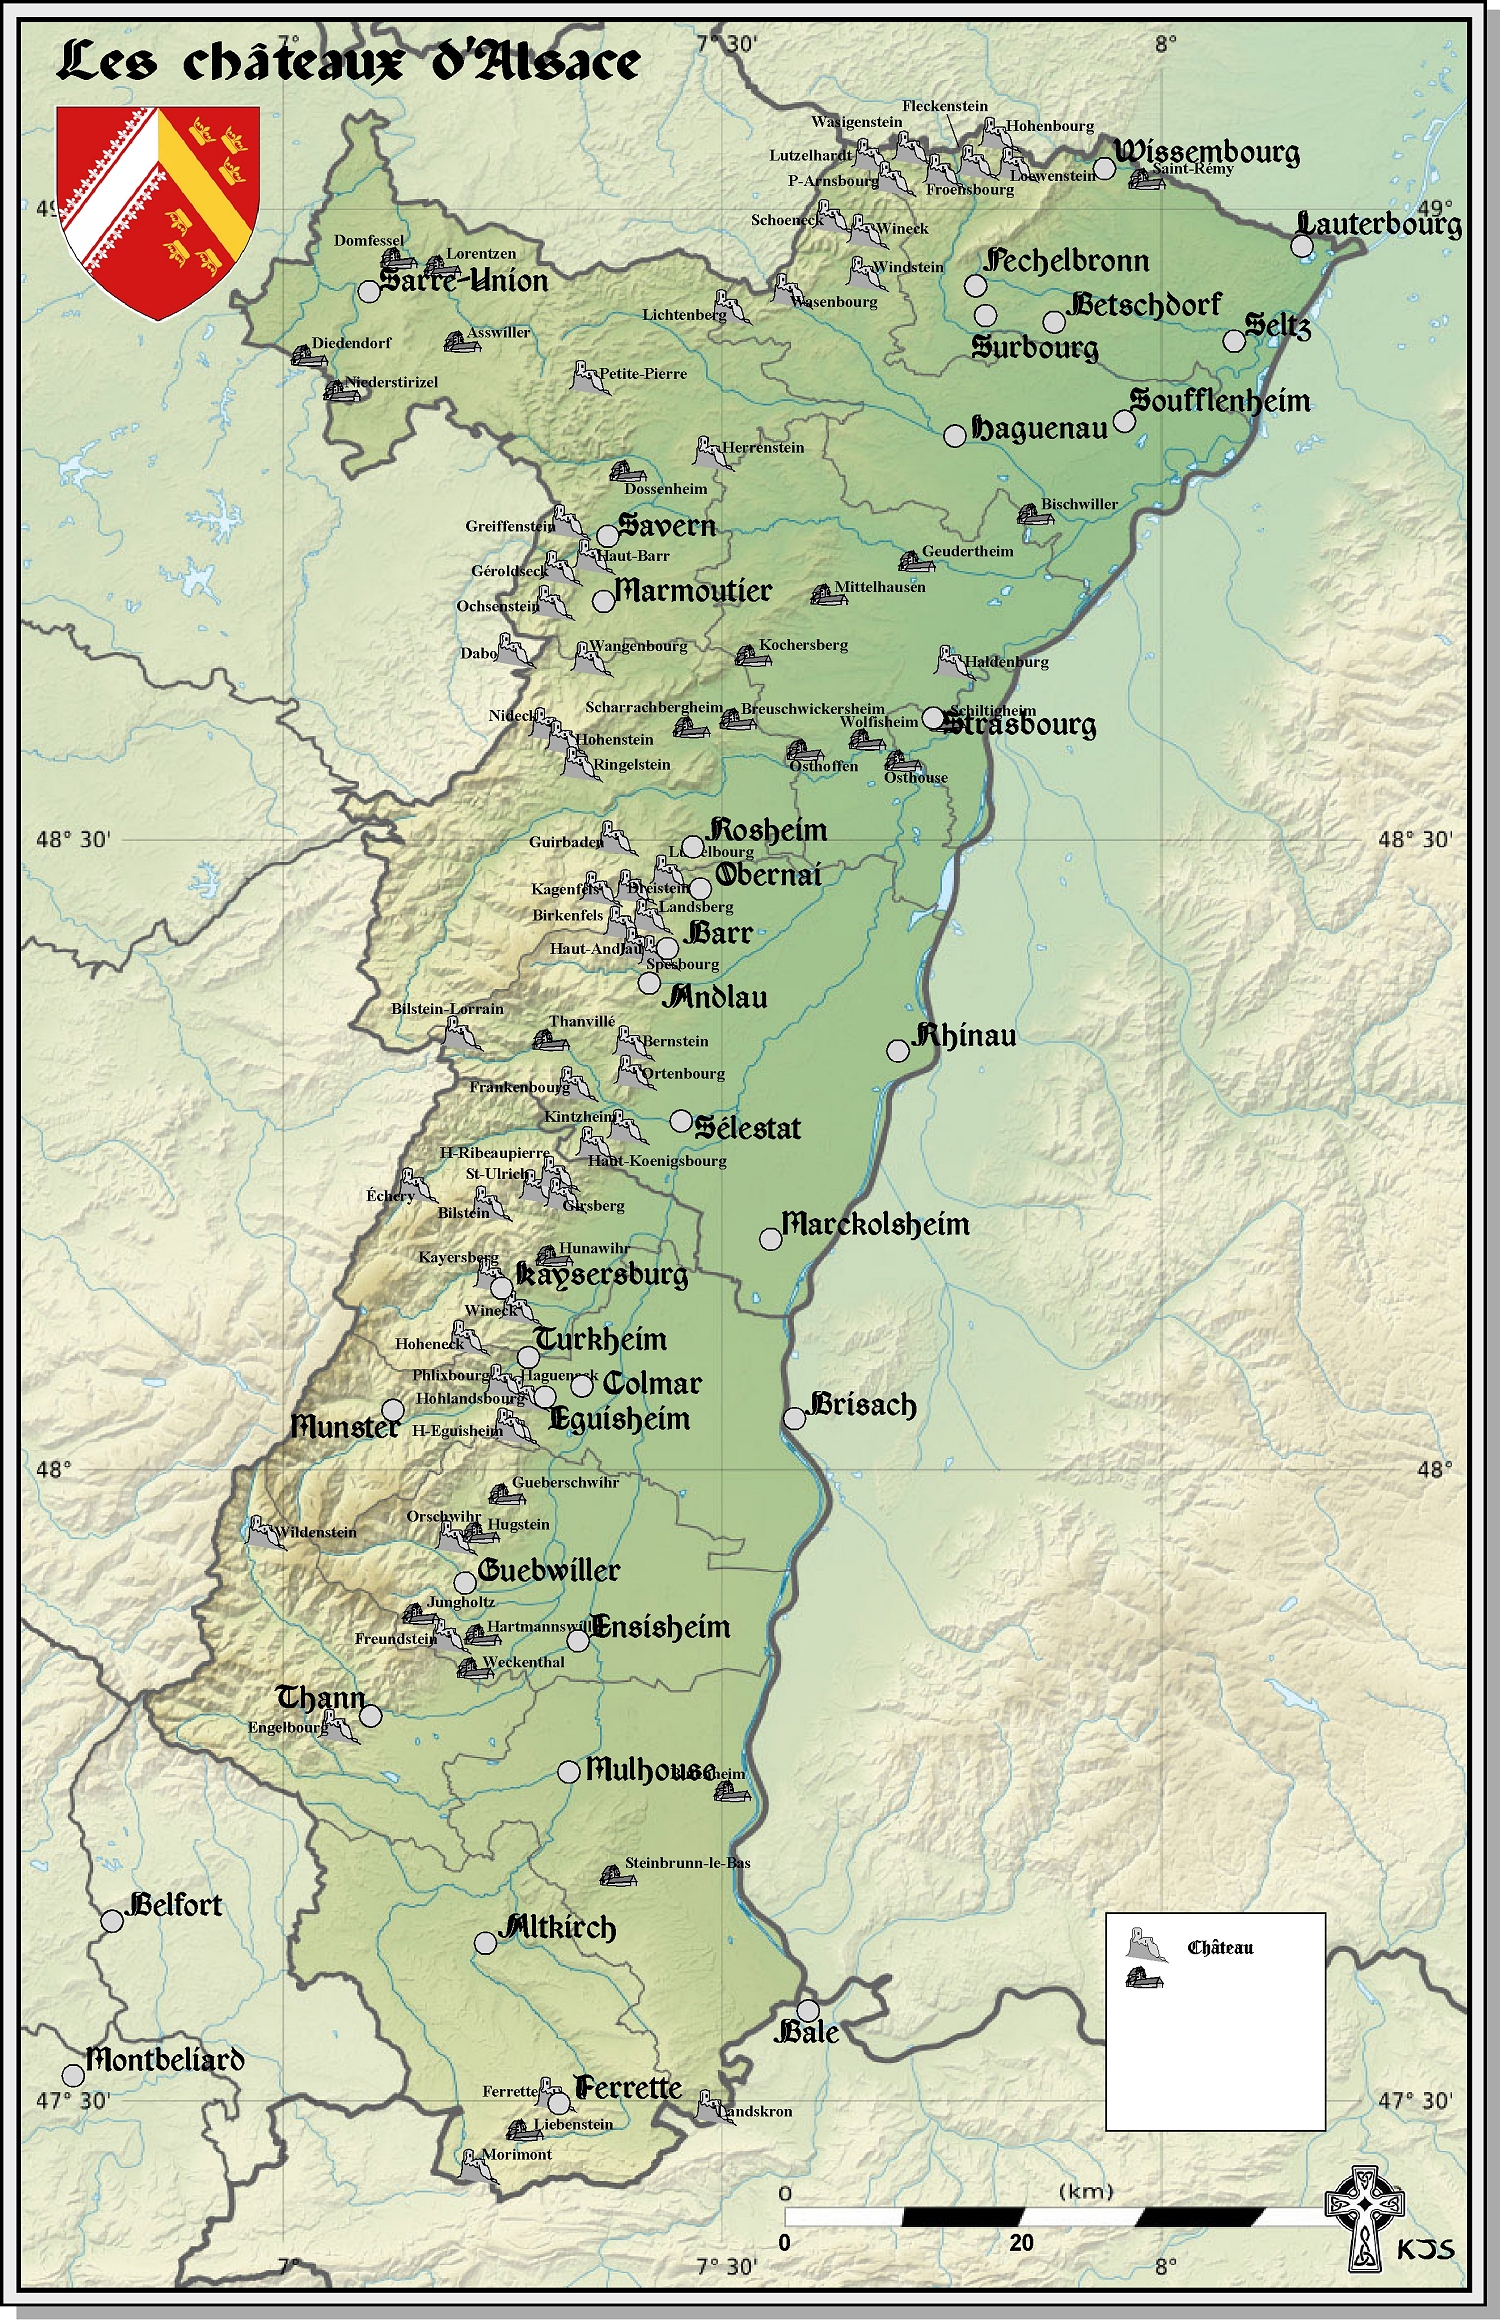 7°
7° 30'
8°
Les châteaux d'Alsace
Fleckenstein
Wasigenstein
Hohenbourg
Lutzelhardt
Wissembourg
P-Arnsbourg
Froensbourg
Loewenstein
Saint-Rémy
49°
Schoeneck
Wineck
Lauterbourg
Domfessel
Lorentzen
Sarre-Union
Windstein
Pechelbronn
Wasenbourg
Lichtenberg
Betschdorf
Surbourg
Seltz
Asswiller
Diedendorf
Niederstirizel
Petite-Pierre
Soufflenheim
Haguenau
Herrenstein
Dossenheim
Bischwiller
Greiffenstein
Savern
Haut-Barr
Geudertheim
Géroldseck
Marmoutier
Mittelhausen
Ochsenstein
Dabo
Wangenbourg
Kochersberg
Haldenburg
Scharrachbergheim
Breuschwickersheim
Schiltigheim
Nideck
Wolfisheim
Strasbourg
Hohenstein
Ringelstein
Osthoffen
Osthouse
48° 30'
Rosheim
48° 30'
Guirbaden
Obernai
Kagenfels
Dreistein
Landsberg
Birkenfels
Barr
Haut-Andlau
Spesbourg
Andlau
Bilstein-Lorrain
Thanvillé
Bernstein
Rhinau
Ortenbourg
Frankenbourg
Kintzheim
Sélestat
H-Ribeaupierre
Haut-Koenigsbourg
St-Ulrich
Échery
Bilstein
Girsberg
Marckolsheim
Hunawihr
Kayersberg
Kaysersburg
Wineck
Hoheneck
Turkheim
Phlixbourg
Colmar
Hohlandsbourg
Eguisheim
Brisach
Munster
H-Eguisheim
48°
48°
Gueberschwihr
Orschwihr
Hugstein
Wildenstein
Guebwiller
Jungholtz
Freundstein
Ensisheim
Weckenthal
Thann
Engelbourg
Mulhouse
Steinbrunn-le-Bas
Belfort
Altkirch
Château
Bale
Montbeliard
47° 30'
Ferrette
Ferrette
47° 30'
Landskron
Liebenstein
Morimont
0
(km)
0
20
KJS
7°
7° 30'
8°